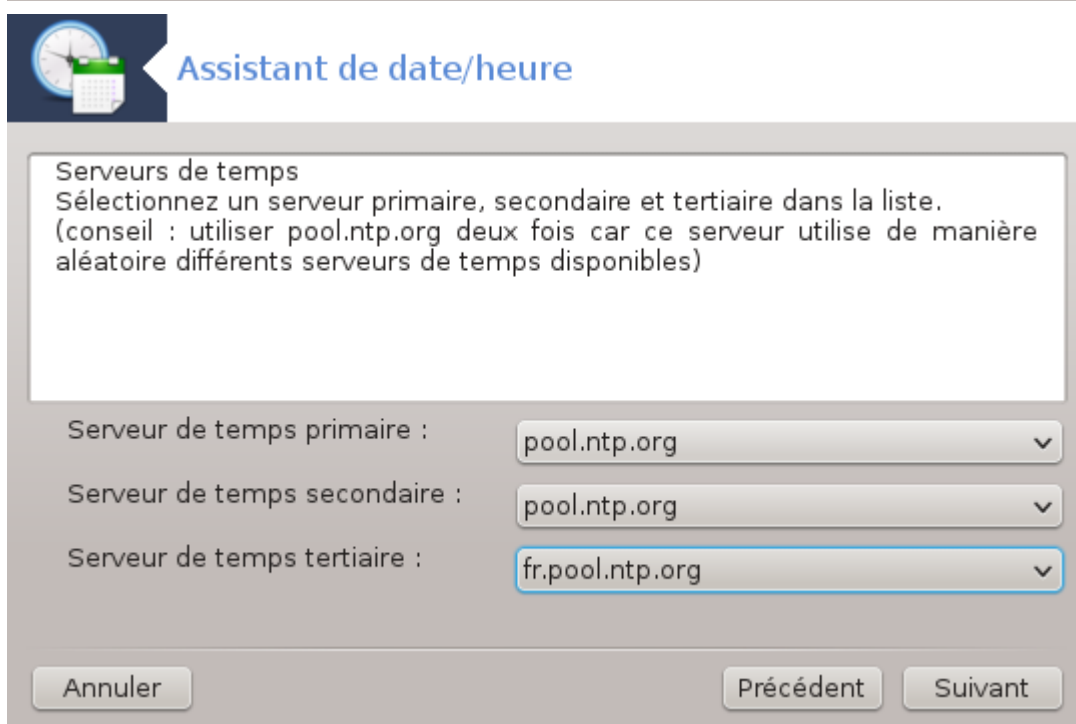 Assistant de date/heure
Serveurs de temps
Sélectionnez un serveur primaire, secondaire et tertiaire dans la liste.
(conseil : utiliser pool.ntp.org deux fois car ce serveur utilise de manière
aléatoire différents serveurs de temps disponibles)
Serveur de temps primaire :
pool.ntp.org
Serveur de temps secondaire :
pool.ntp.org
Serveur de temps tertiaire :
fr.pool.ntp.org
Annuler
Précédent
Suivant